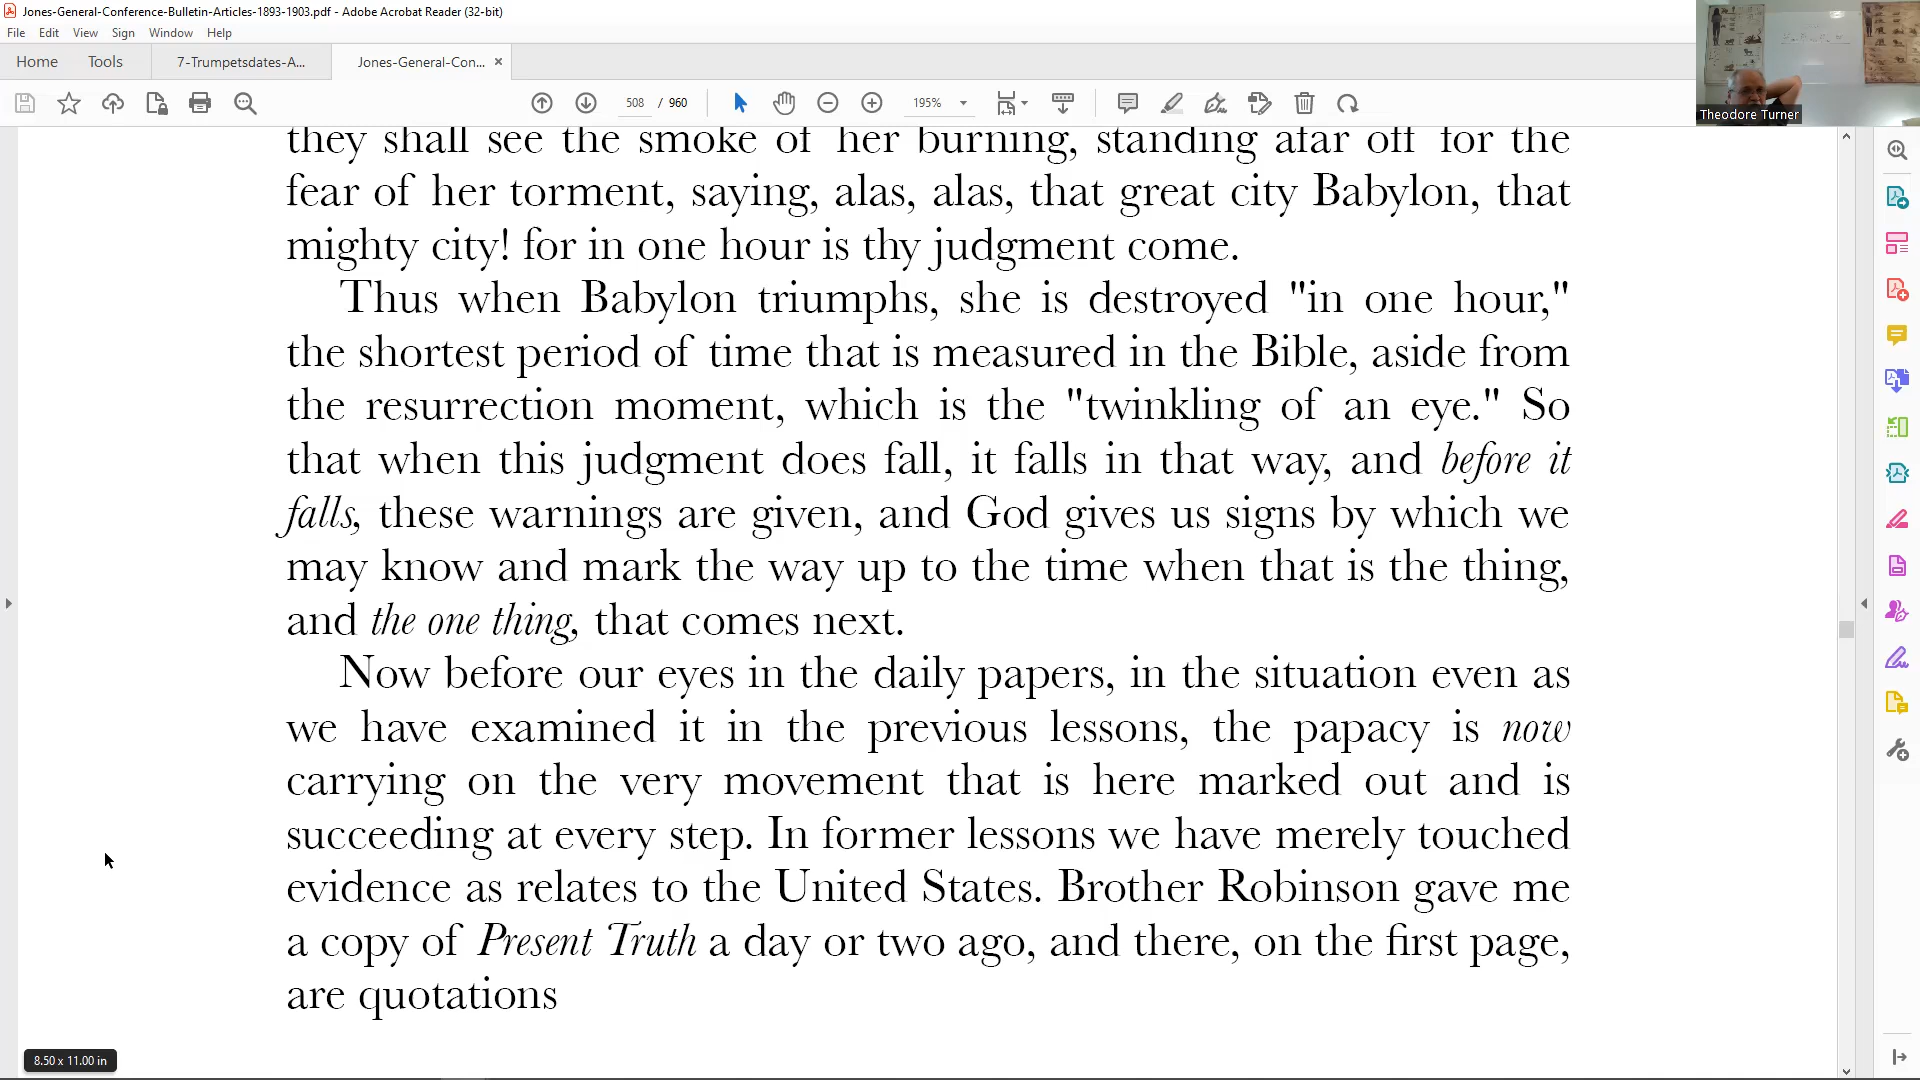 Jones-General-Conference-Bulletin-Articles-1893-1903.pdf - Adobe Acrobat Reader (32-bit)
File Edit View Sign Window Help
Home Tools 7-Trumpetsdates-A... Jones-General-Con... ×
508 / 960 195%
Theodore Turner
they shall see the smoke of her burning, standing afar off for the
fear of her torment, saying, alas, alas, that great city Babylon, that
mighty city! for in one hour is thy judgment come.
Thus when Babylon triumphs, she is destroyed "in one hour,"
the shortest period of time that is measured in the Bible, aside from
the resurrection moment, which is the "twinkling of an eye." So
that when this judgment does fall, it falls in that way, and before it
falls, these warnings are given, and God gives us signs by which we
may know and mark the way up to the time when that is the thing,
and the one thing, that comes next.
Now before our eyes in the daily papers, in the situation even as
we have examined it in the previous lessons, the papacy is now
carrying on the very movement that is here marked out and is
succeeding at every step. In former lessons we have merely touched
evidence as relates to the United States. Brother Robinson gave me
a copy of Present Truth a day or two ago, and there, on the first page,
are quotations
8.50 x 11.00 in